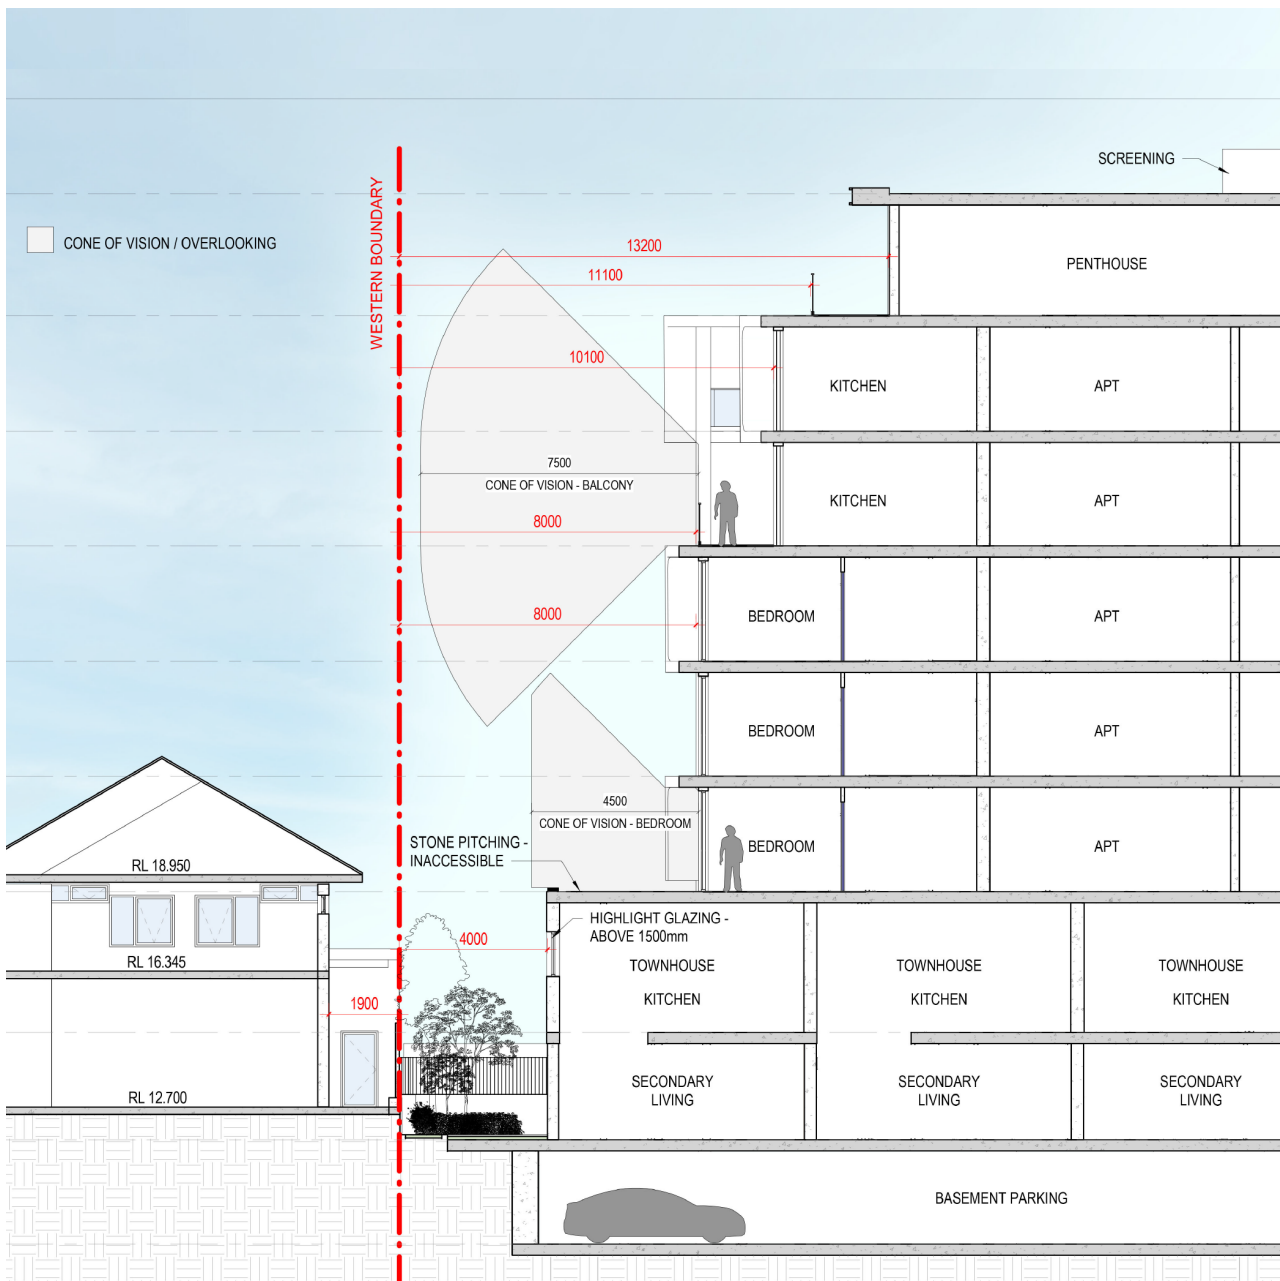 SCREENING
WESTERN BOUNDARY
CONE OF VISION / OVERLOOKING
13200
PENTHOUSE
11100
10100
KITCHEN
APT
7500
CONE OF VISION - BALCONY
KITCHEN
APT
8000
8000
BEDROOM
APT
BEDROOM
APT
4500
CONE OF VISION - BEDROOM
STONE PITCHING -
INACCESSIBLE
BEDROOM
APT
RL 18.950
HIGHLIGHT GLAZING -
ABOVE 1500mm
4000
RL 16.345
TOWNHOUSE
KITCHEN
TOWNHOUSE
KITCHEN
TOWNHOUSE
KITCHEN
1900
RL 12.700
SECONDARY
LIVING
SECONDARY
LIVING
SECONDARY
LIVING
BASEMENT PARKING